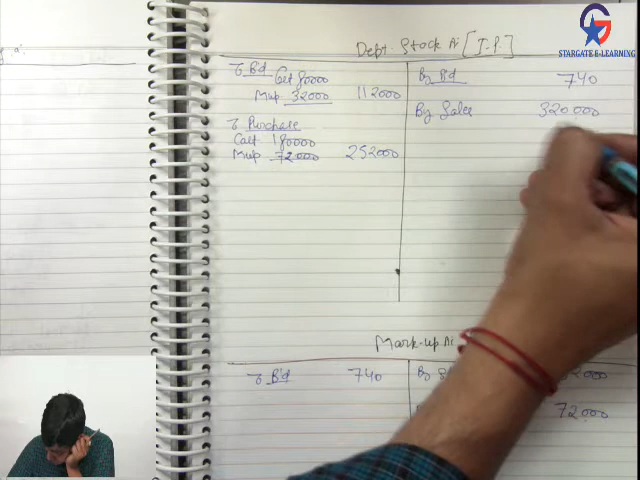 STARGATE E-LEARNING
Dept. Stock A/c [I.P.]
To Bd
Cost 80000
Mup 32000 112000
To Purchase
Cost 180000
Mup 72000 252000
By Bd 740
By Sales 320000
Mark-up A/c
To B'd 740
By
72000